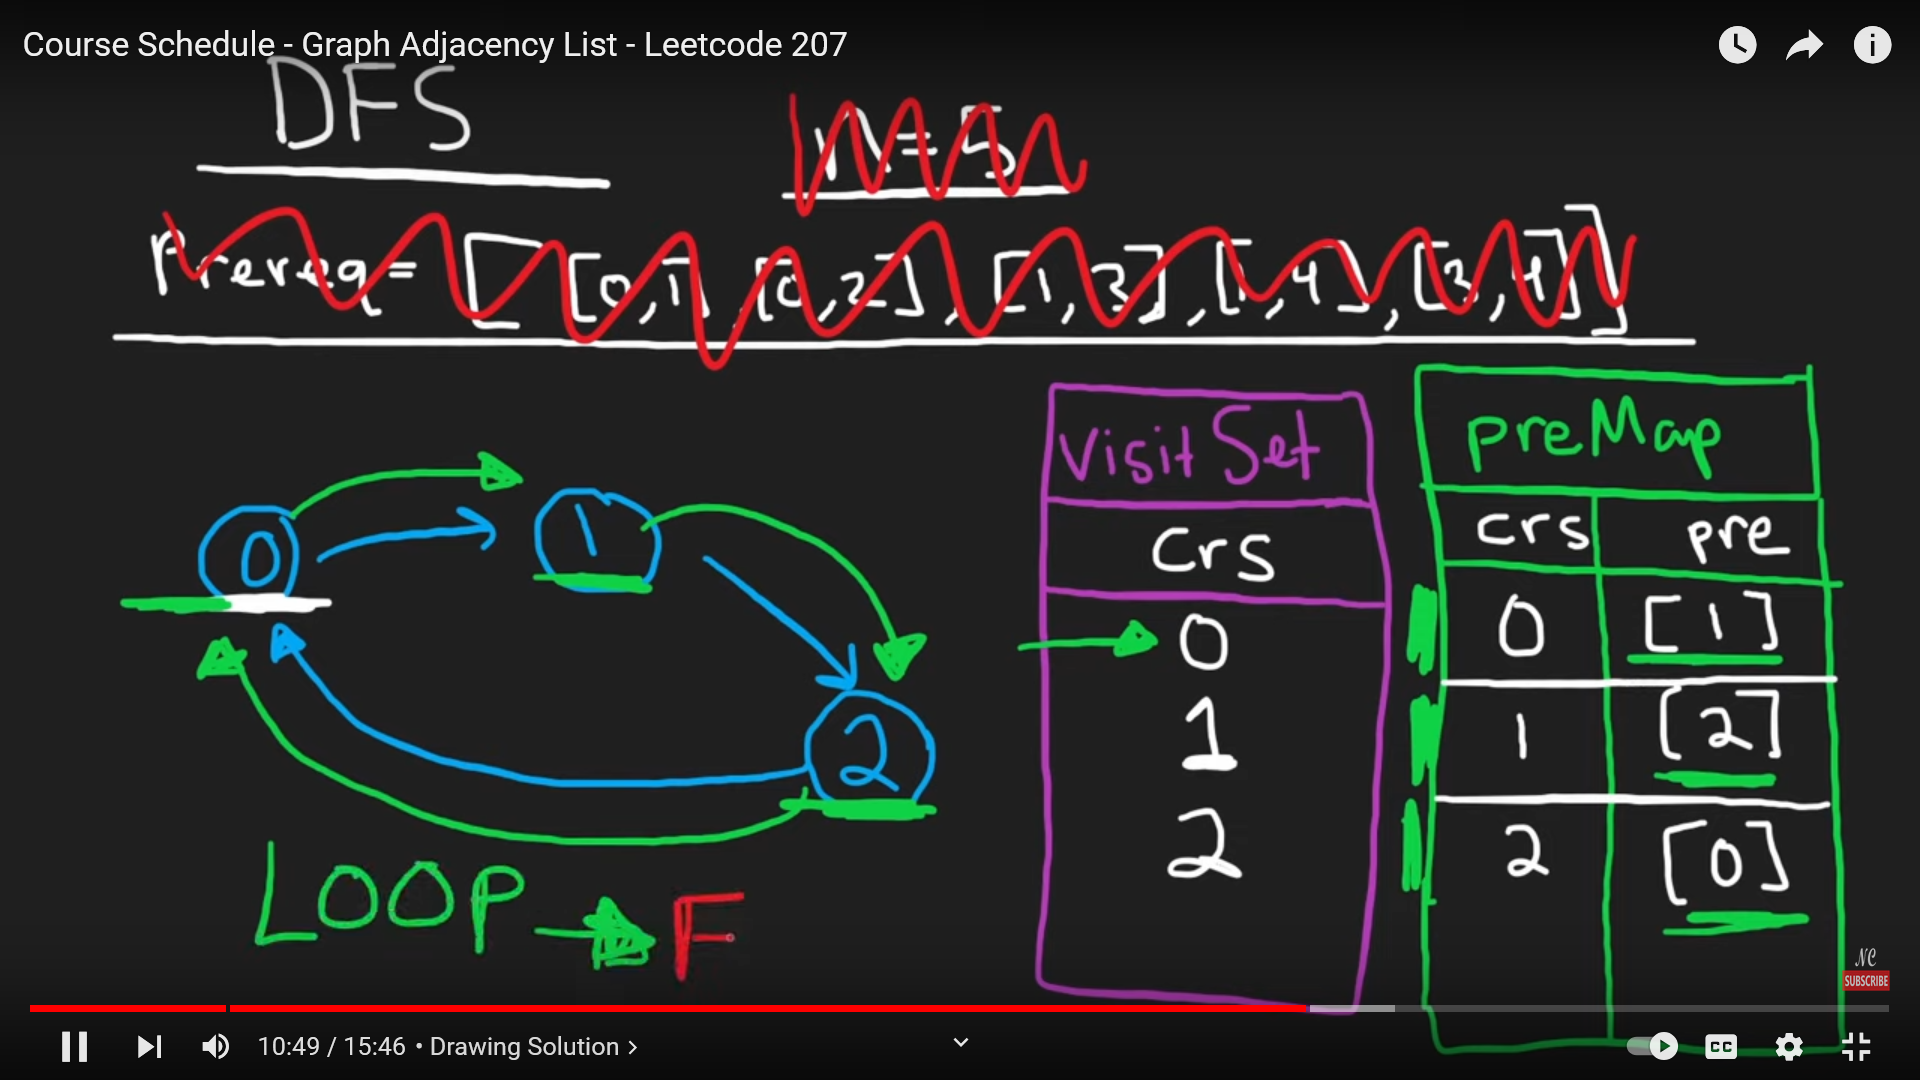 Course Schedule - Graph Adjacency List - Leetcode 207
DFS
n=5
Prereq= [ [0,1], [0,2], [1,3], [1,4], [3,4] ]
0
1
2
LOOP → F
visitSet
Crs
0
1
2
preMap
crs pre
0 [1]
1 [2]
2 [0]
NC
SUBSCRIBE
10:49 / 15:46 • Drawing Solution >
CC